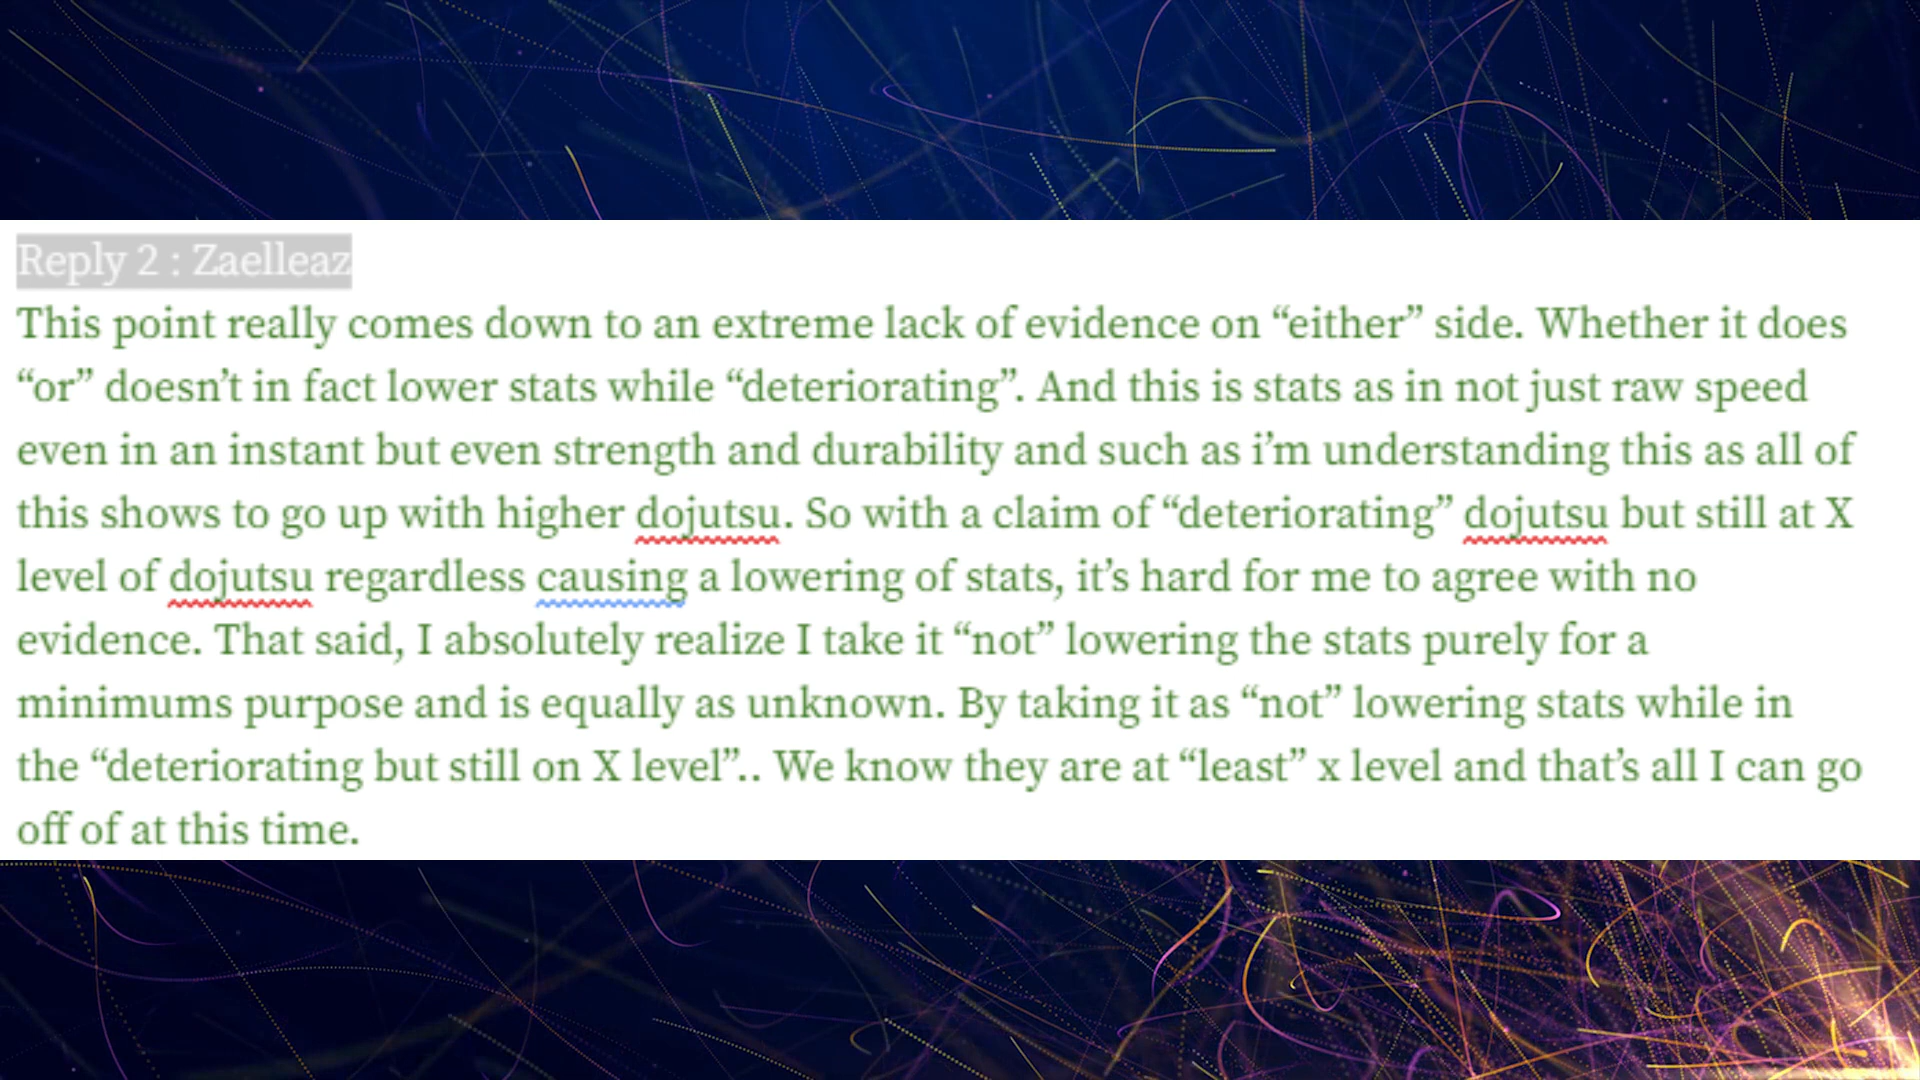 Reply 2 : Zaelleaz
This point really comes down to an extreme lack of evidence on “either” side. Whether it does
“or” doesn’t in fact lower stats while “deteriorating”. And this is stats as in not just raw speed
even in an instant but even strength and durability and such as i’m understanding this as all of
this shows to go up with higher dojutsu. So with a claim of “deteriorating” dojutsu but still at X
level of dojutsu regardless causing a lowering of stats, it’s hard for me to agree with no
evidence. That said, I absolutely realize I take it “not” lowering the stats purely for a
minimums purpose and is equally as unknown. By taking it as “not” lowering stats while in
the “deteriorating but still on X level”.. We know they are at “least” x level and that’s all I can go
off of at this time.